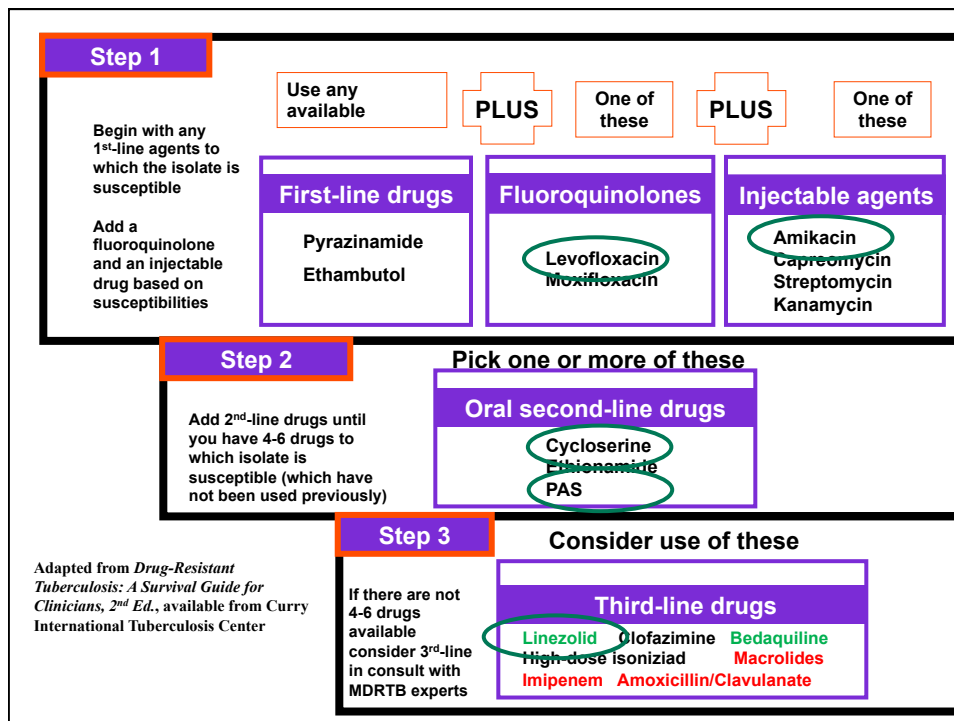 Step 1
Use any
available
PLUS
One of
these
PLUS
One of
these
Begin with any
1st-line agents to
which the isolate is
susceptible
Add a
fluoroquinolone
and an injectable
drug based on
susceptibilities
First-line drugs
Pyrazinamide
Ethambutol
Fluoroquinolones
Levofloxacin
Moxifloxacin
Injectable agents
Amikacin
Capreomycin
Streptomycin
Kanamycin
Step 2
Pick one or more of these
Add 2nd-line drugs until
you have 4-6 drugs to
which isolate is
susceptible (which have
not been used previously)
Oral second-line drugs
Cycloserine
Ethionamide
PAS
Step 3
Consider use of these
Adapted from Drug-Resistant
Tuberculosis: A Survival Guide for
Clinicians, 2nd Ed., available from Curry
International Tuberculosis Center
If there are not
4-6 drugs
available
consider 3rd-line
in consult with
MDRTB experts
Third-line drugs
Linezolid Clofazimine Bedaquiline
High-dose isoniziad Macrolides
Imipenem Amoxicillin/Clavulanate